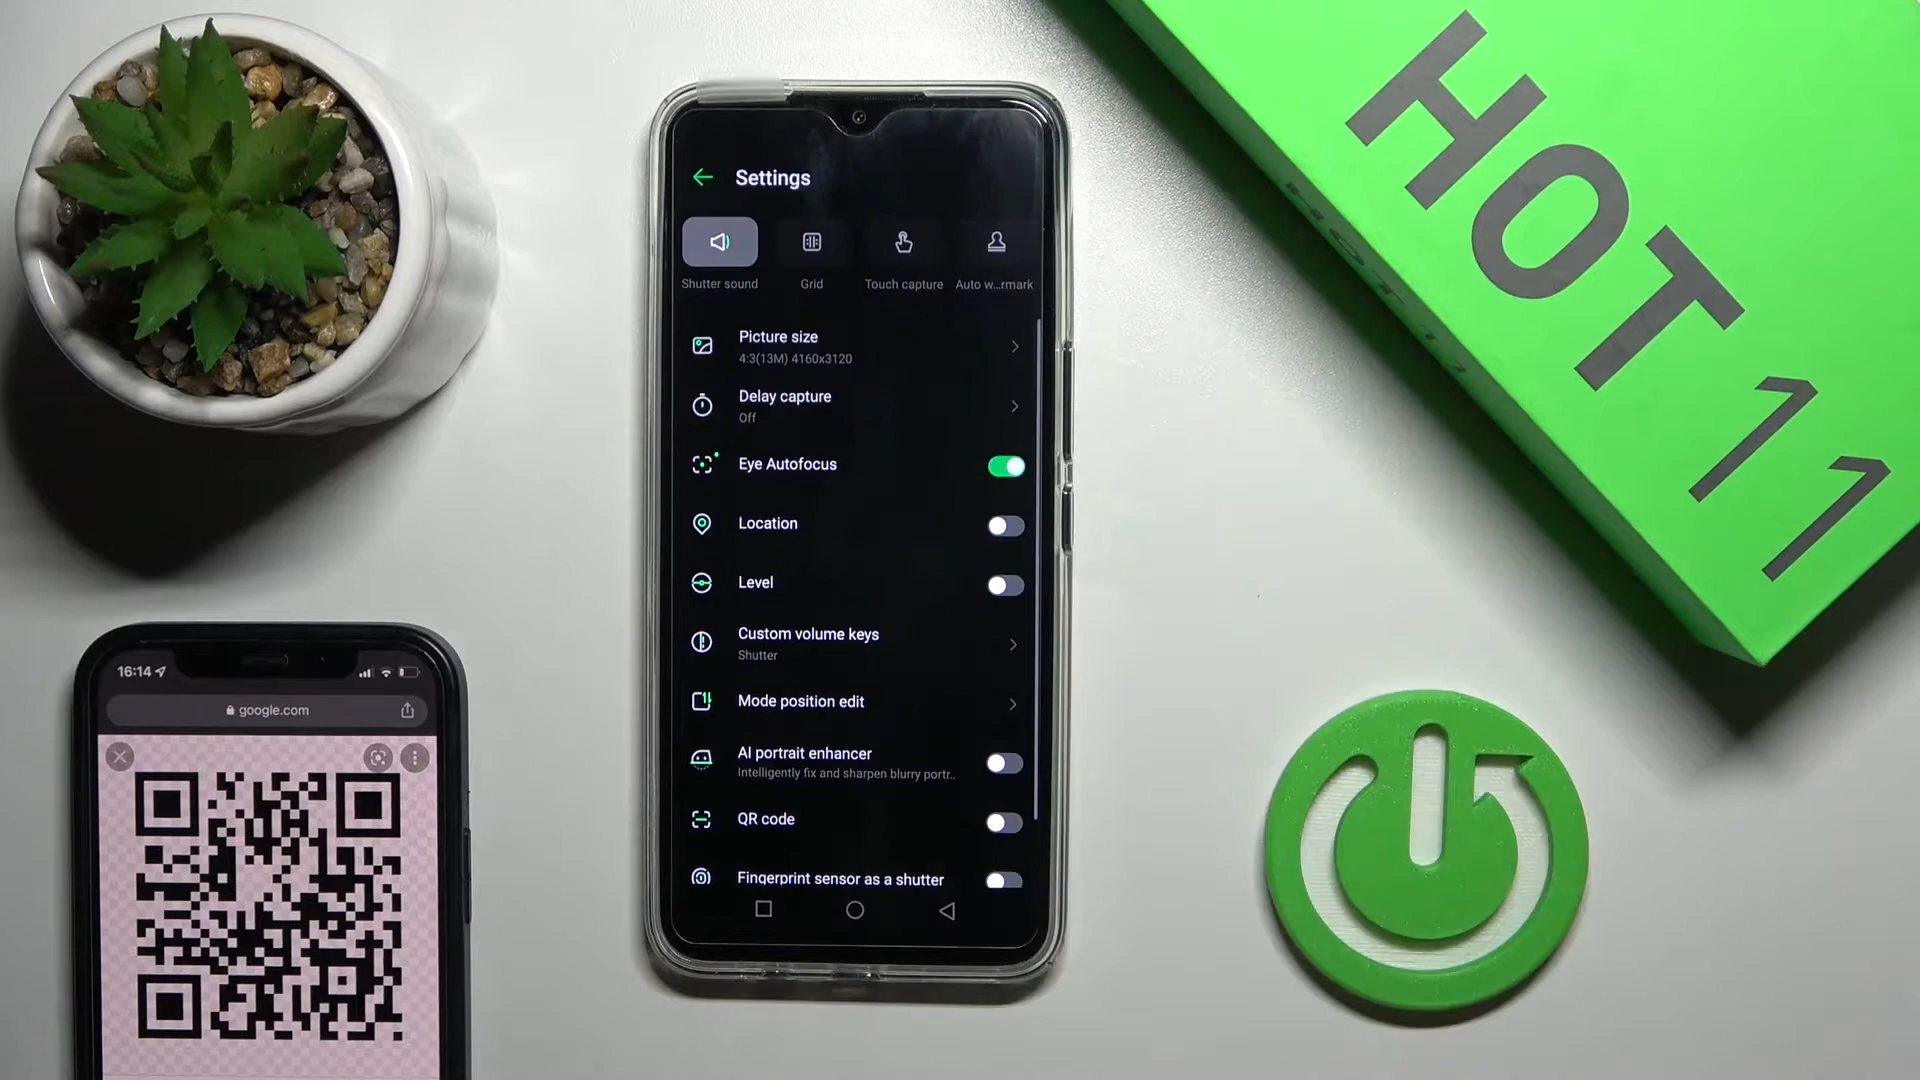 HOT 11
Settings
Shutter sound
Grid
Touch capture
Auto w...rmark
Picture size
4:3(13M) 4160x3120
Delay capture
Off
Eye Autofocus
Location
Level
Custom volume keys
Shutter
Mode position edit
AI portrait enhancer
Intelligently fix and sharpen blurry portr..
QR code
Fingerprint sensor as a shutter
16:14
google.com